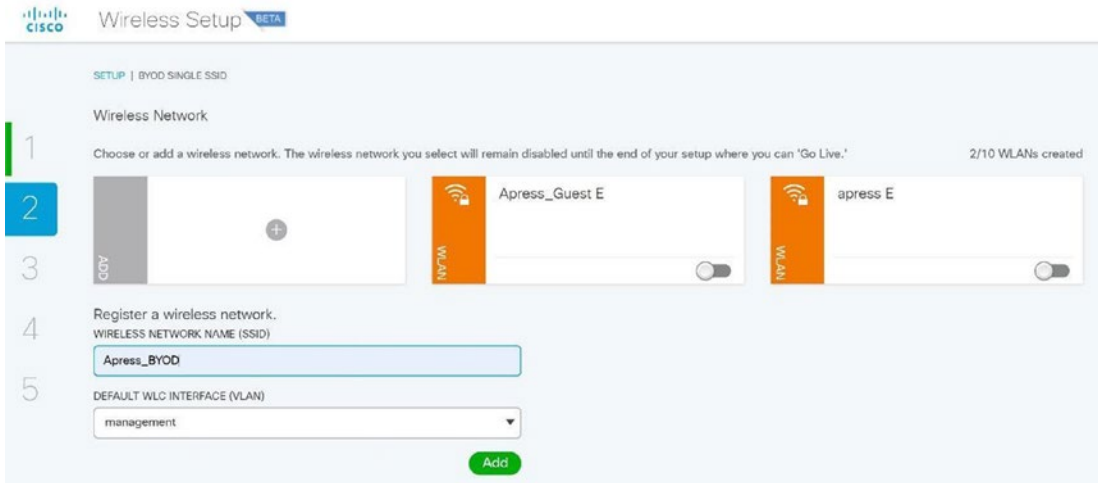 CISCO
Wireless Setup BETA
SETUP | BYOD SINGLE SSID
Wireless Network
Choose or add a wireless network. The wireless network you select will remain disabled until the end of your setup where you can 'Go Live.'
2/10 WLANs created
1
2
3
4
5
ADD
WLAN
Apress_Guest E
WLAN
apress E
Register a wireless network.
WIRELESS NETWORK NAME (SSID)
Apress_BYOD
DEFAULT WLC INTERFACE (VLAN)
management
Add